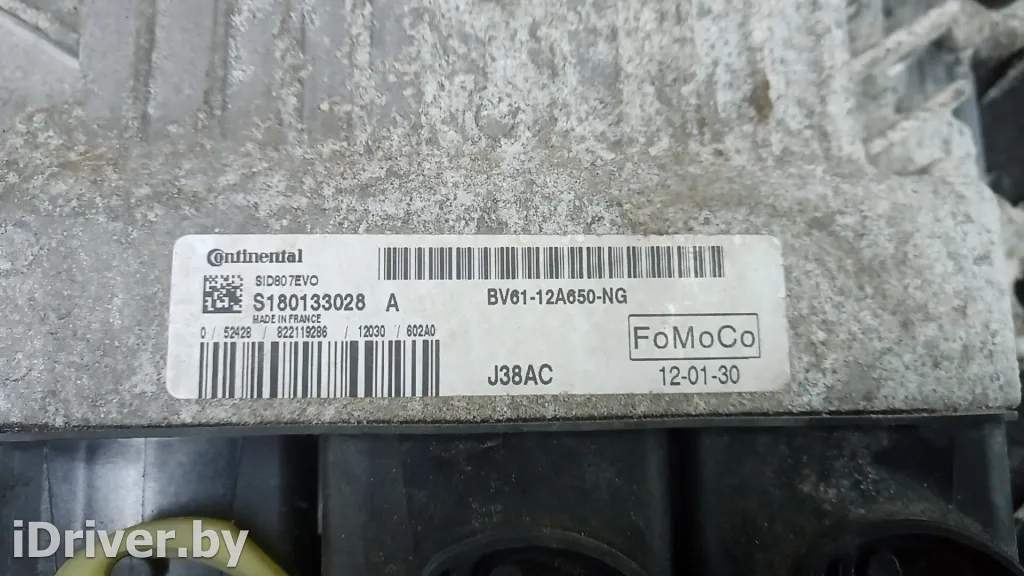 Continental
SID807EVO
S180133028 A
MADE IN FRANCE
0 / 52428 / 822119286 / 12030 / 602A0
BV61-12A650-NG
FoMoCo
J38AC
12-01-30
iDriver.by